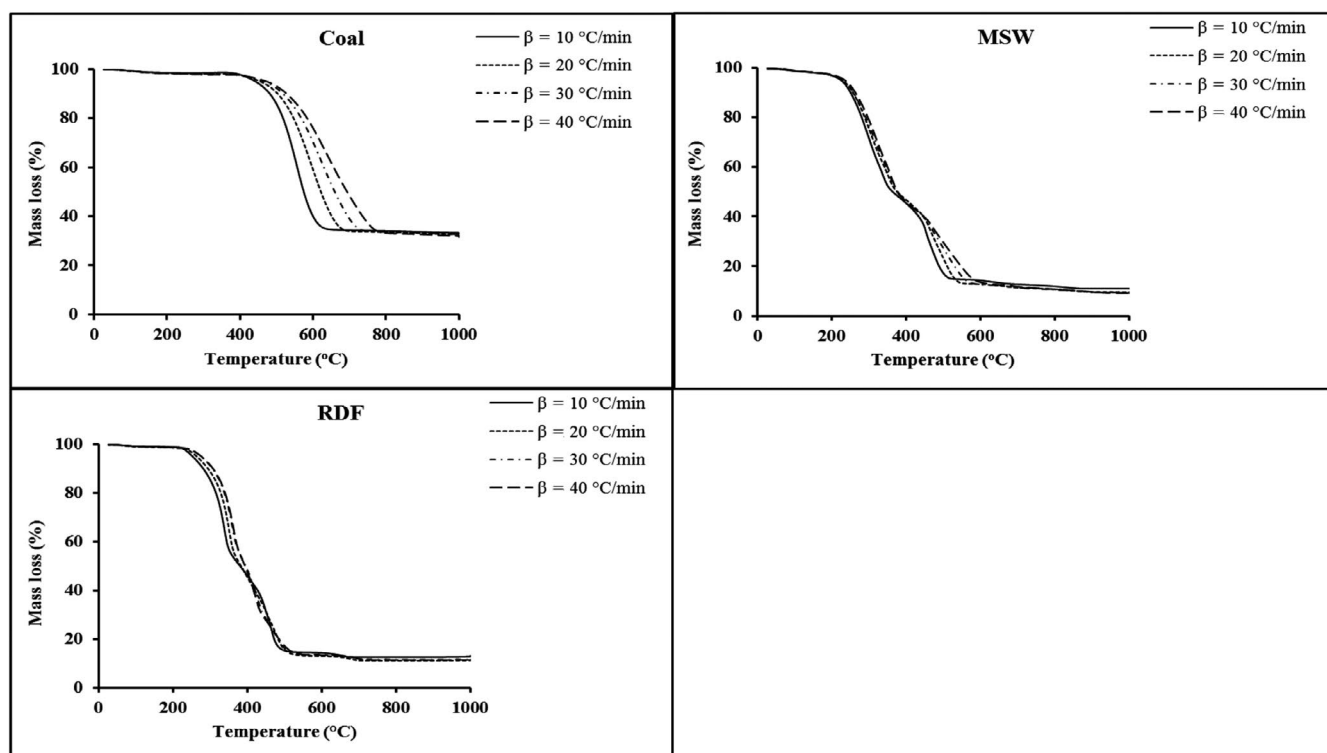 Coal
β = 10 °C/min
β = 20 °C/min
β = 30 °C/min
β = 40 °C/min
Mass loss (%)
100
80
60
40
20
0
0 200 400 600 800 1000
Temperature (°C)
MSW
β = 10 °C/min
β = 20 °C/min
β = 30 °C/min
β = 40 °C/min
Mass loss (%)
100
80
60
40
20
0
0 200 400 600 800 1000
Temperature (°C)
RDF
β = 10 °C/min
β = 20 °C/min
β = 30 °C/min
β = 40 °C/min
Mass loss (%)
100
80
60
40
20
0
0 200 400 600 800 1000
Temperature (°C)